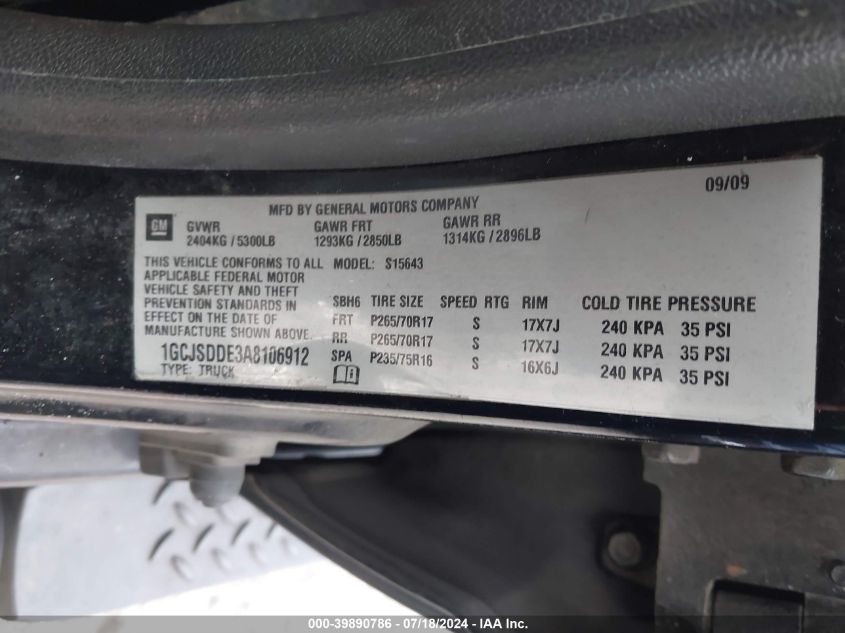 09/09
MFD BY GENERAL MOTORS COMPANY
GM
GVWR GAWR FRT GAWR RR
2404KG / 5300LB 1293KG / 2850LB 1314KG / 2896LB
THIS VEHICLE CONFORMS TO ALL
APPLICABLE FEDERAL MOTOR
VEHICLE SAFETY AND THEFT
PREVENTION STANDARDS IN
EFFECT ON THE DATE OF
MANUFACTURE SHOWN ABOVE.
1GCJSDDE3A8106912
TYPE: TRUCK
MODEL: S15643
SBH6 TIRE SIZE SPEED RTG RIM COLD TIRE PRESSURE
FRT P265/70R17 S 17X7J 240 KPA 35 PSI
RR P265/70R17 S 17X7J 240 KPA 35 PSI
SPA P235/75R16 S 16X6J 240 KPA 35 PSI
000-39890786 - 07/18/2024 - IAA Inc.